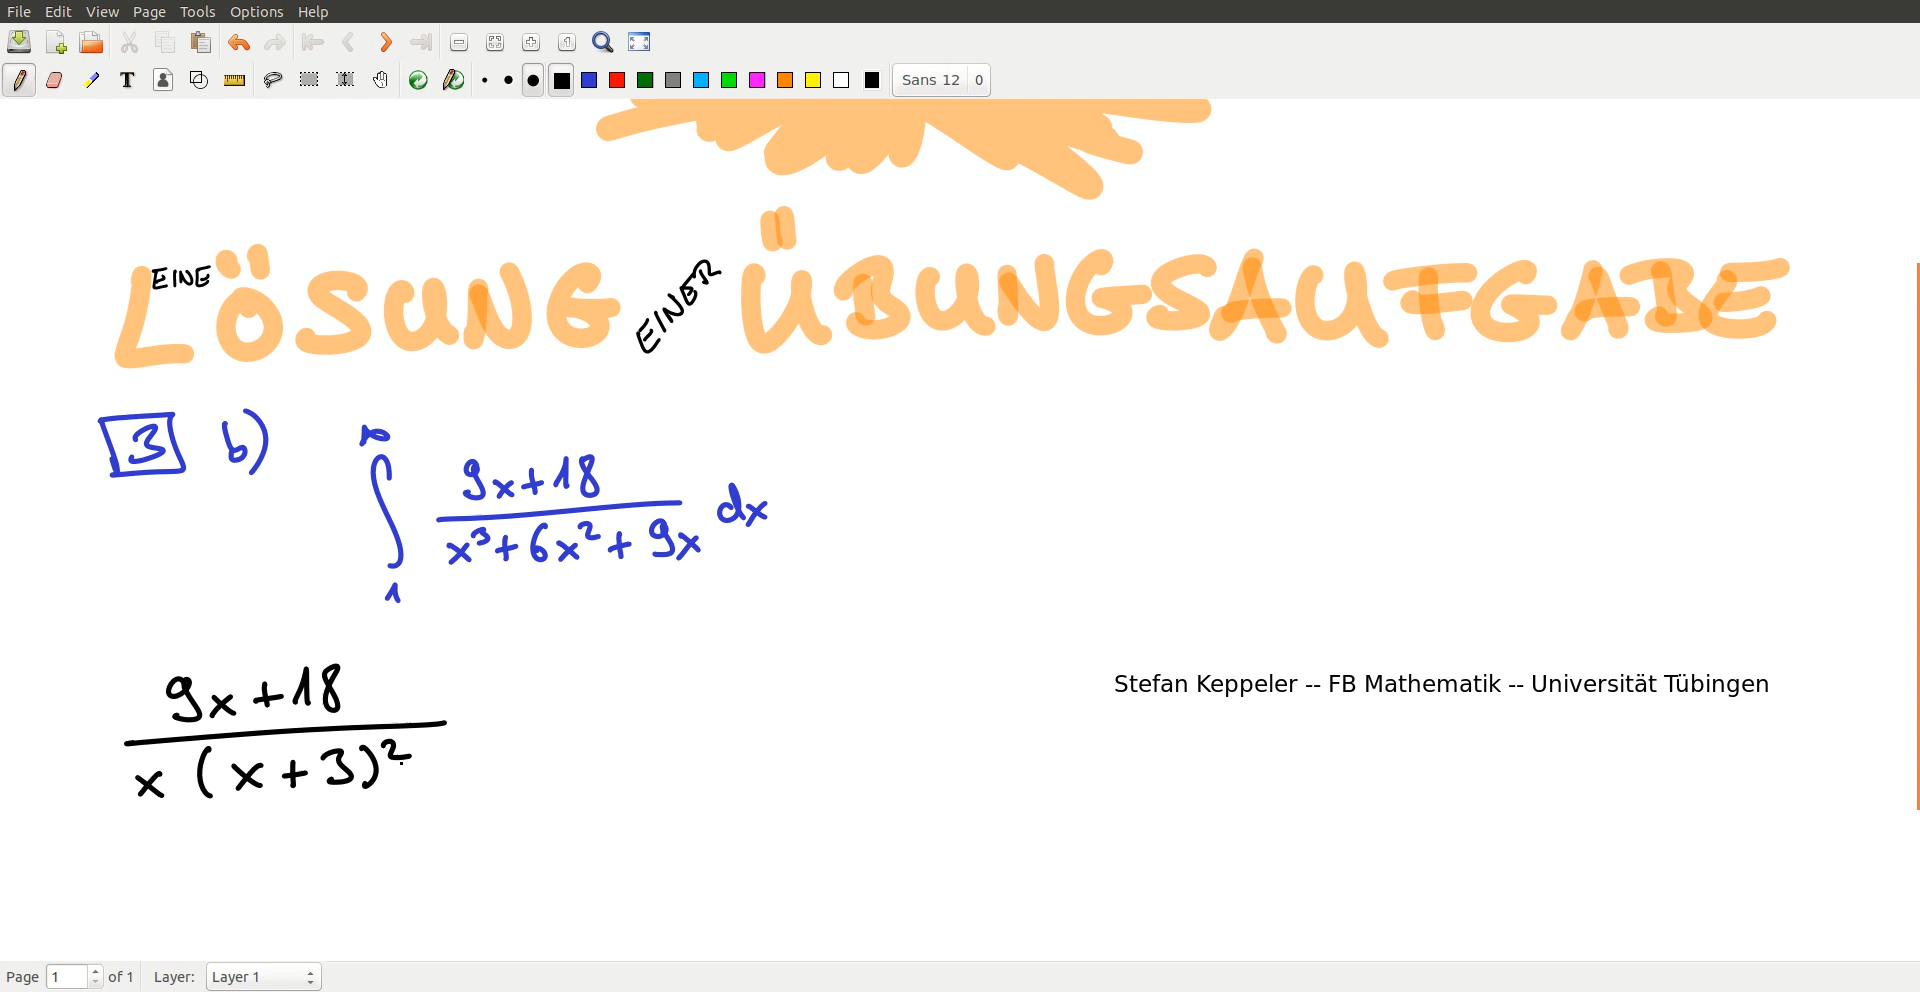 File Edit View Page Tools Options Help
Sans 12 0
EINE LÖSUNG EINER ÜBUNGSAUFGABE
3 b) ∫₁^∞ (9x+18)/(x³+6x²+9x) dx
Stefan Keppeler -- FB Mathematik -- Universität Tübingen
9x+18
x (x+3)²
Page 1 of 1 Layer: Layer 1